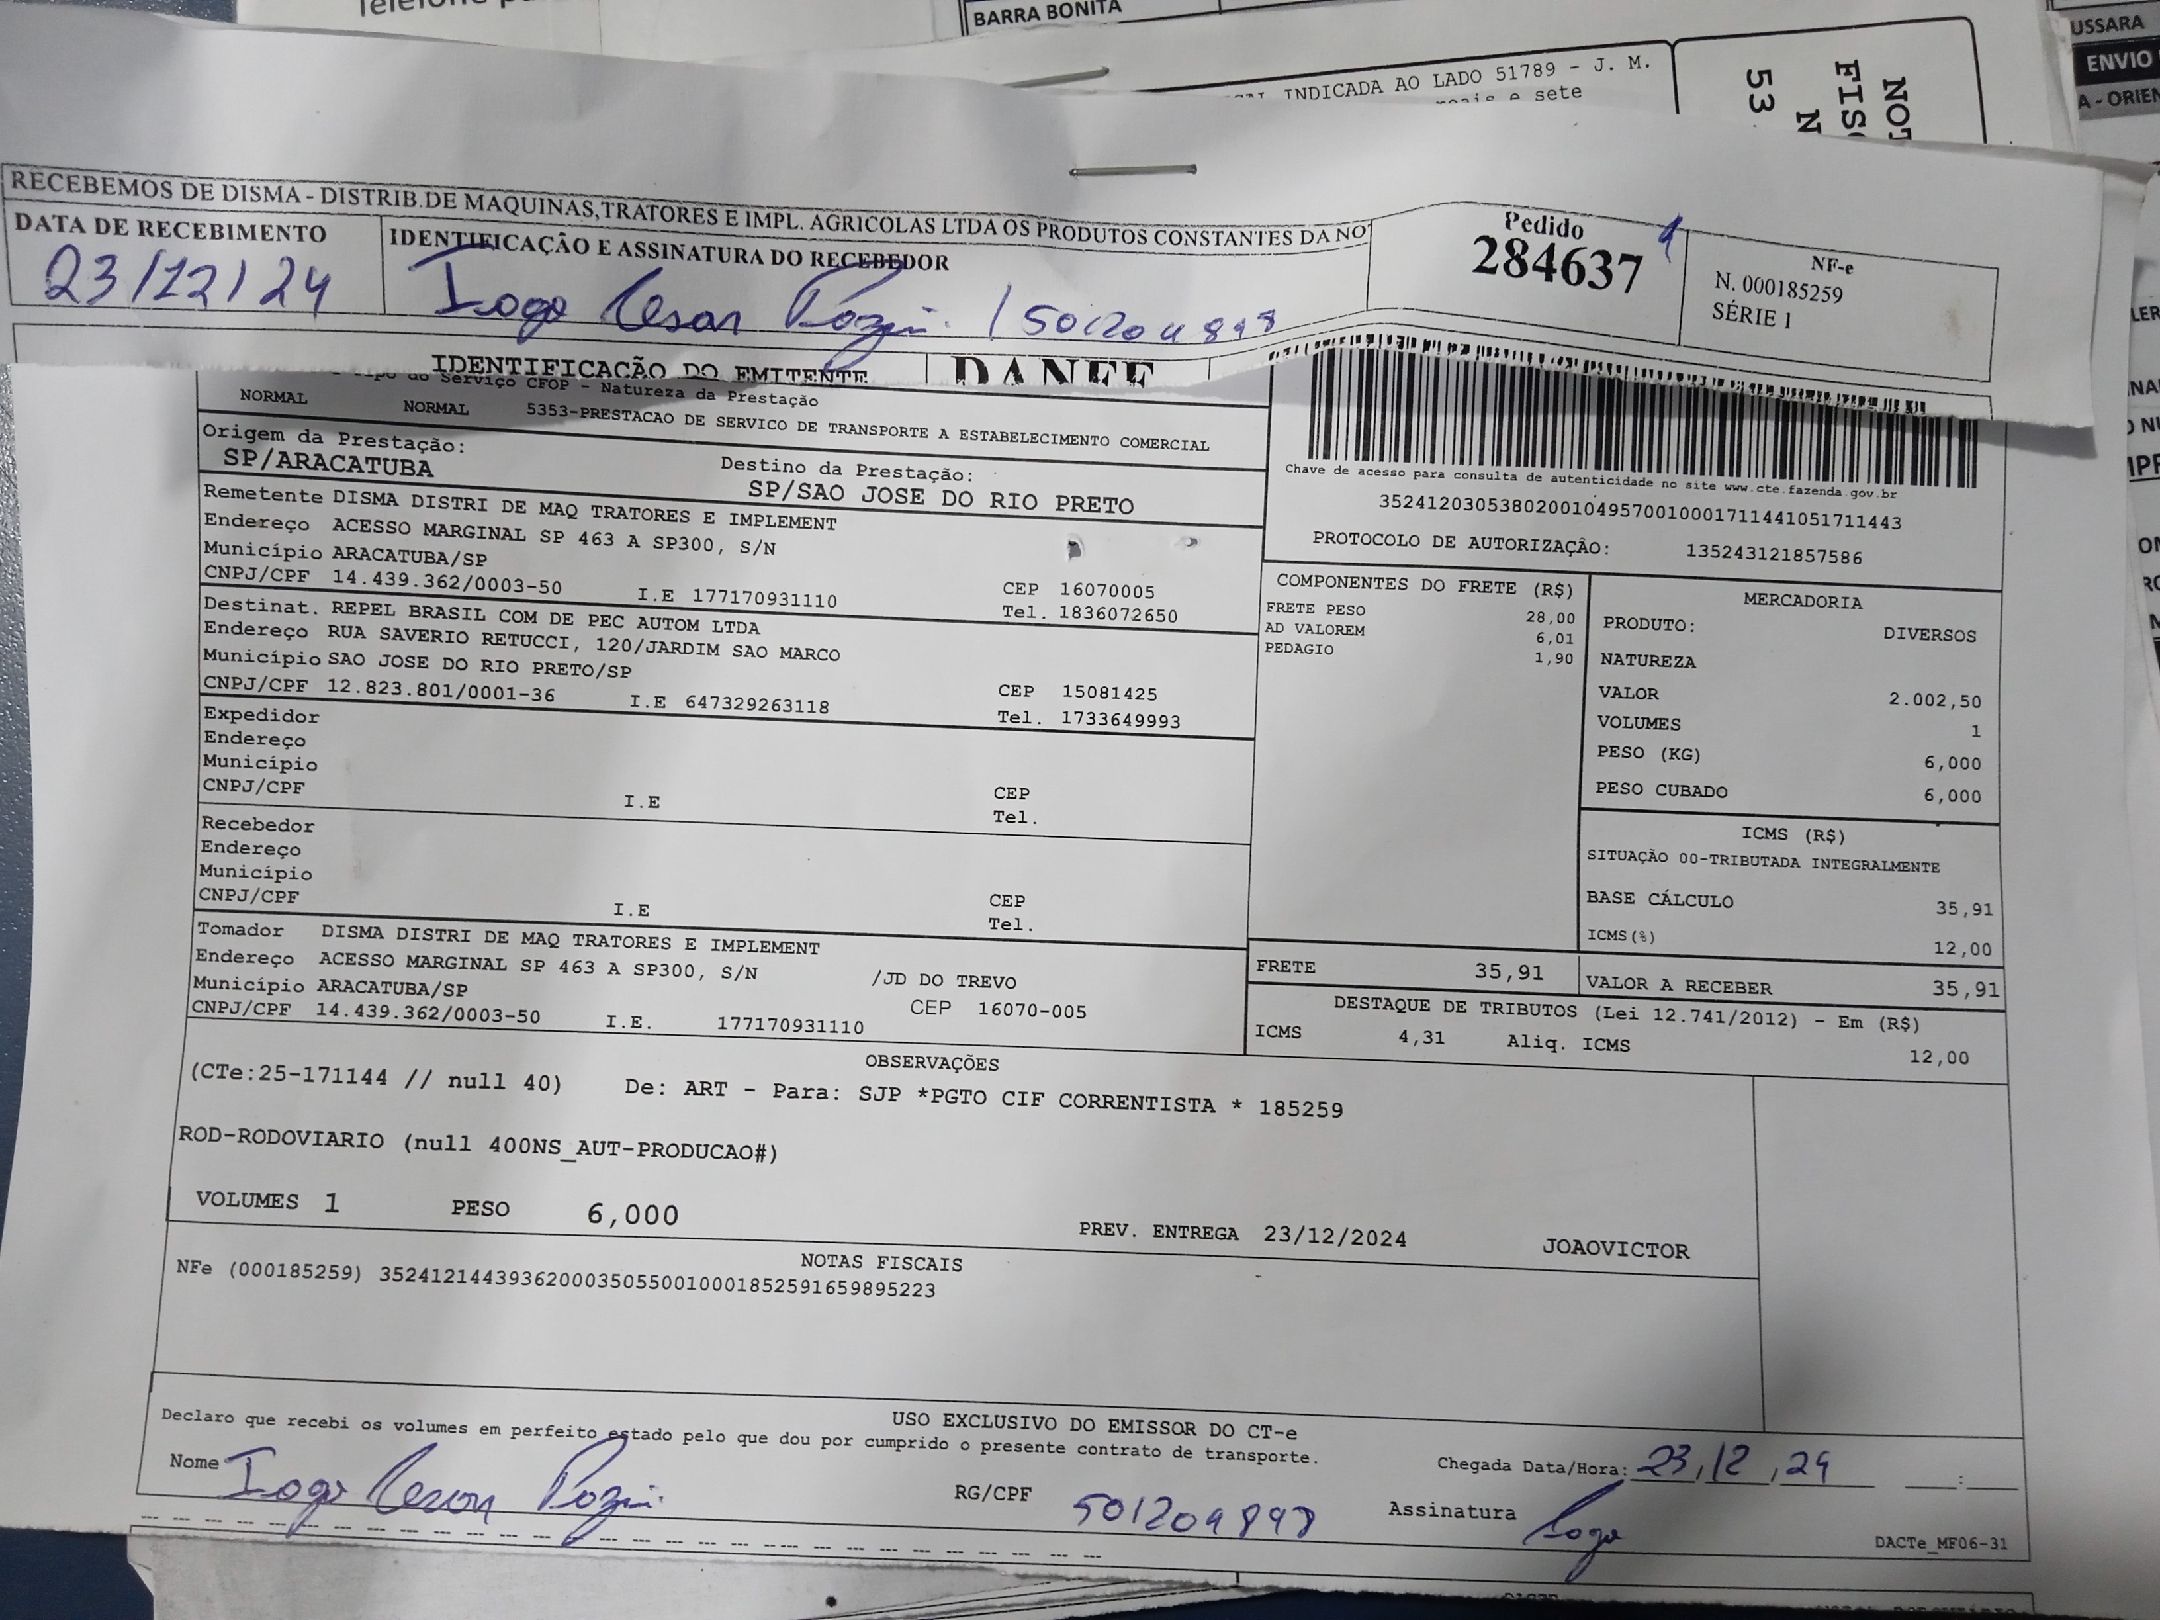 BARRA BONITA
USSARA
ENVIO
INDICADA AO LADO 51789 - J. M.
e sete
53
RECEBEMOS DE DISMA - DISTRIB.DE MAQUINAS,TRATORES E IMPL. AGRICOLAS LTDA OS PRODUTOS CONSTANTES DA NO
DATA DE RECEBIMENTO
23/12/24
IDENTIFICAÇÃO E ASSINATURA DO RECEBEDOR
Iogo Cesar / 501204898
Pedido
284637
NF-e
N. 000185259
SÉRIE 1
IDENTIFICAÇÃO DO EMITENTE
DANFE
do Serviço CFOP - Natureza da Prestação
NORMAL NORMAL 5353-PRESTACAO DE SERVICO DE TRANSPORTE A ESTABELECIMENTO COMERCIAL
Origem da Prestação:
SP/ARACATUBA
Destino da Prestação:
SP/SAO JOSE DO RIO PRETO
Remetente DISMA DISTRI DE MAQ TRATORES E IMPLEMENT
Endereço ACESSO MARGINAL SP 463 A SP300, S/N
Município ARACATUBA/SP CEP 16070005
CNPJ/CPF 14.439.362/0003-50 I.E 177170931110 Tel. 1836072650
Destinat. REPEL BRASIL COM DE PEC AUTOM LTDA
Endereço RUA SAVERIO RETUCCI, 120/JARDIM SAO MARCO
Município SAO JOSE DO RIO PRETO/SP CEP 15081425
CNPJ/CPF 12.823.801/0001-36 I.E 647329263118 Tel. 1733649993
Expedidor
Endereço
Município CEP
CNPJ/CPF I.E Tel.
Recebedor
Endereço
Município CEP
CNPJ/CPF I.E Tel.
Tomador DISMA DISTRI DE MAQ TRATORES E IMPLEMENT
Endereço ACESSO MARGINAL SP 463 A SP300, S/N /JD DO TREVO
Município ARACATUBA/SP CEP 16070-005
CNPJ/CPF 14.439.362/0003-50 I.E. 177170931110
Chave de acesso para consulta de autenticidade no site www.cte.fazenda.gov.br
35241203053802001049570010001711441051711443
PROTOCOLO DE AUTORIZAÇÃO: 135243121857586
COMPONENTES DO FRETE (R$)
FRETE PESO 28,00
AD VALOREM 6,01
PEDAGIO 1,90
MERCADORIA
PRODUTO: DIVERSOS
NATUREZA
VALOR 2.002,50
VOLUMES 1
PESO (KG) 6,000
PESO CUBADO 6,000
ICMS (R$)
SITUAÇÃO 00-TRIBUTADA INTEGRALMENTE
BASE CÁLCULO 35,91
ICMS(%) 12,00
FRETE 35,91 VALOR A RECEBER 35,91
DESTAQUE DE TRIBUTOS (Lei 12.741/2012) - Em (R$)
ICMS 4,31 Aliq. ICMS 12,00
OBSERVAÇÕES
(CTe:25-171144 // null 40) De: ART - Para: SJP *PGTO CIF CORRENTISTA * 185259
ROD-RODOVIARIO (null 400NS_AUT-PRODUCAO#)
VOLUMES 1 PESO 6,000 PREV. ENTREGA 23/12/2024 JOAOVICTOR
NOTAS FISCAIS
NFe (000185259) 35241214439362000350550010001852591659895223
USO EXCLUSIVO DO EMISSOR DO CT-e
Declaro que recebi os volumes em perfeito estado pelo que dou por cumprido o presente contrato de transporte.
Nome Iogo Cesar RG/CPF 501204898
Chegada Data/Hora: 23,12,24 :
Assinatura Iogo
DACTe_MF06-31